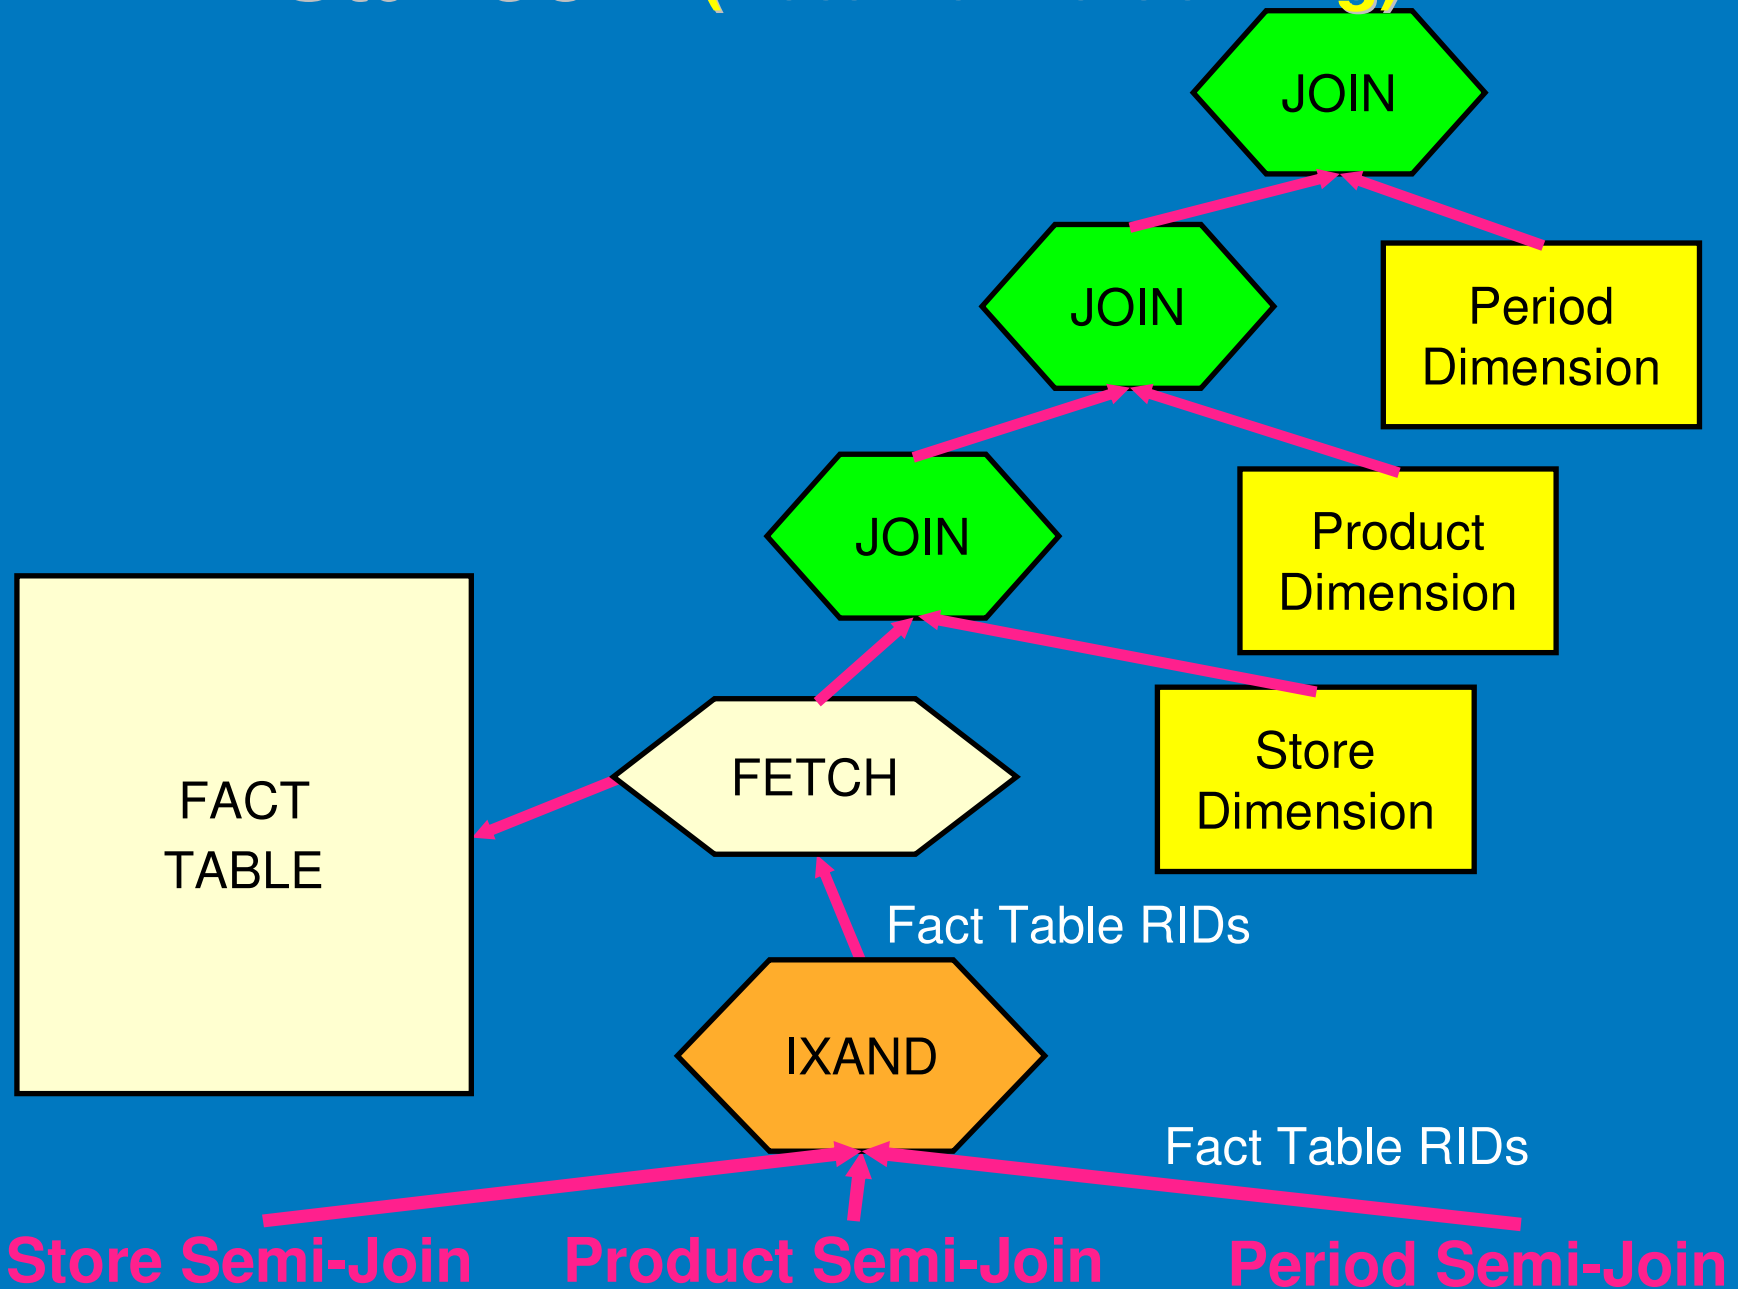 JOIN
JOIN
Period
Dimension
JOIN
Product
Dimension
FACT
TABLE
FETCH
Store
Dimension
Fact Table RIDs
IXAND
Fact Table RIDs
Store Semi-Join
Product Semi-Join
Period Semi-Join